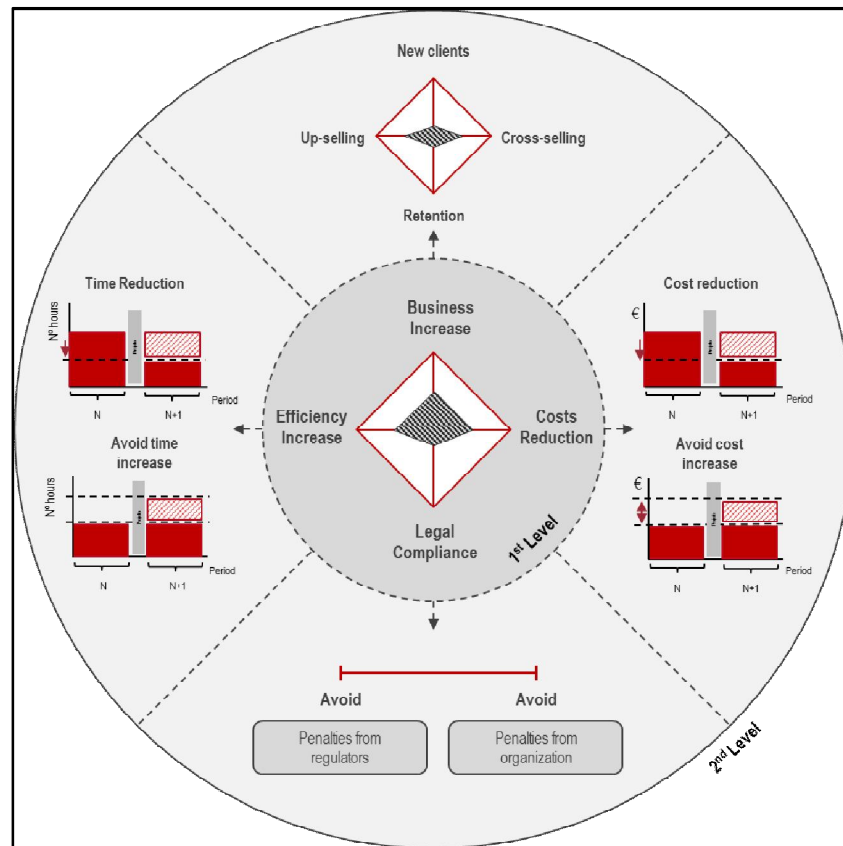 New clients
Up-selling
Cross-selling
Retention
Time Reduction
Nº hours
N
N+1
Period
Cost reduction
€
N
N+1
Period
Business
Increase
Efficiency
Increase
Costs
Reduction
Legal
Compliance
1st Level
Avoid time
increase
Nº hours
N
N+1
Period
Avoid cost
increase
€
N
N+1
Period
Avoid
Avoid
Penalties from
regulators
Penalties from
organization
2nd Level